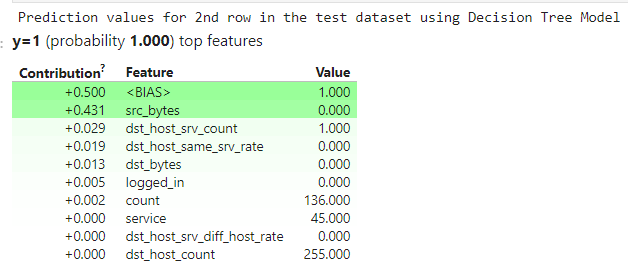 Prediction values for 2nd row in the test dataset using Decision Tree Model
: y=1 (probability 1.000) top features
Contribution? Feature Value
+0.500 <BIAS> 1.000
+0.431 src_bytes 0.000
+0.029 dst_host_srv_count 1.000
+0.019 dst_host_same_srv_rate 0.000
+0.013 dst_bytes 0.000
+0.005 logged_in 0.000
+0.002 count 136.000
+0.000 service 45.000
+0.000 dst_host_srv_diff_host_rate 0.000
+0.000 dst_host_count 255.000